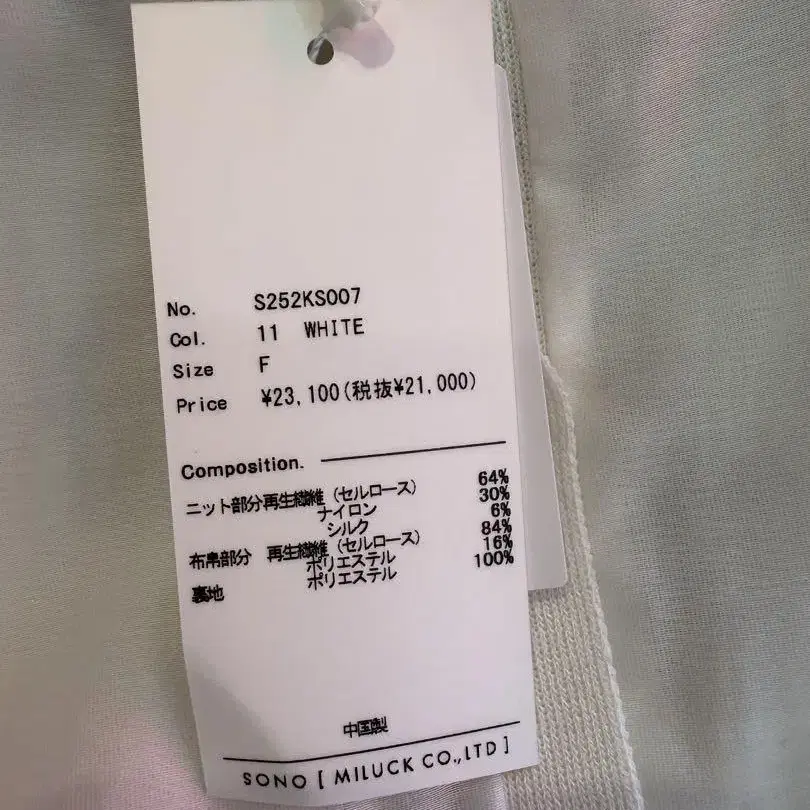 No. S252KS007
Col. 11 WHITE
Size F
Price ¥23,100(税抜¥21,000)
Composition.
ニット部分再生繊維(セルロース) 64%
ナイロン 30%
シルク 6%
布帛部分 再生繊維(セルロース) 84%
ポリエステル 16%
裏地 ポリエステル 100%
中国製
SONO [ MILUCK CO.,LTD ]